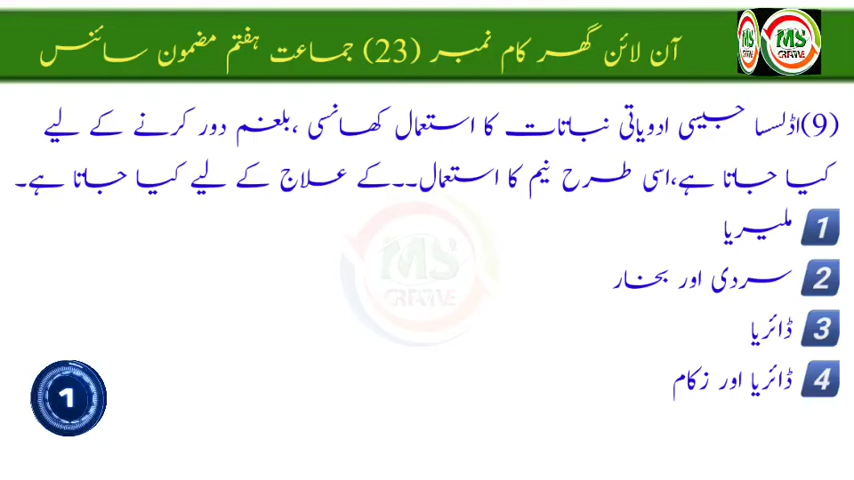 آن لائن گھر کام نمبر (23) جماعت ہفتم مضمون سائنس
MS
CREATIVE
(9)اڈلسا جیسی ادویاتی نباتات کا استعمال کھانسی ،بلغم دور کرنے کے لیے
کیا جاتا ہے،اسی طرح نیم کا استعمال۔۔کے علاج کے لیے کیا جاتا ہے۔
1 ملیریا
2 سردی اور بخار
3 ڈائریا
4 ڈائریا اور زکام
MS
CREATIVE
1